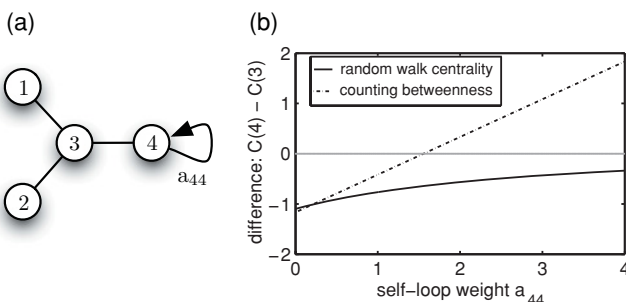 (a)
1
2
3
4
a44
(b)
random walk centrality
counting betweenness
difference: C(4) − C(3)
2
1
0
−1
−2
0
1
2
3
4
self-loop weight a44